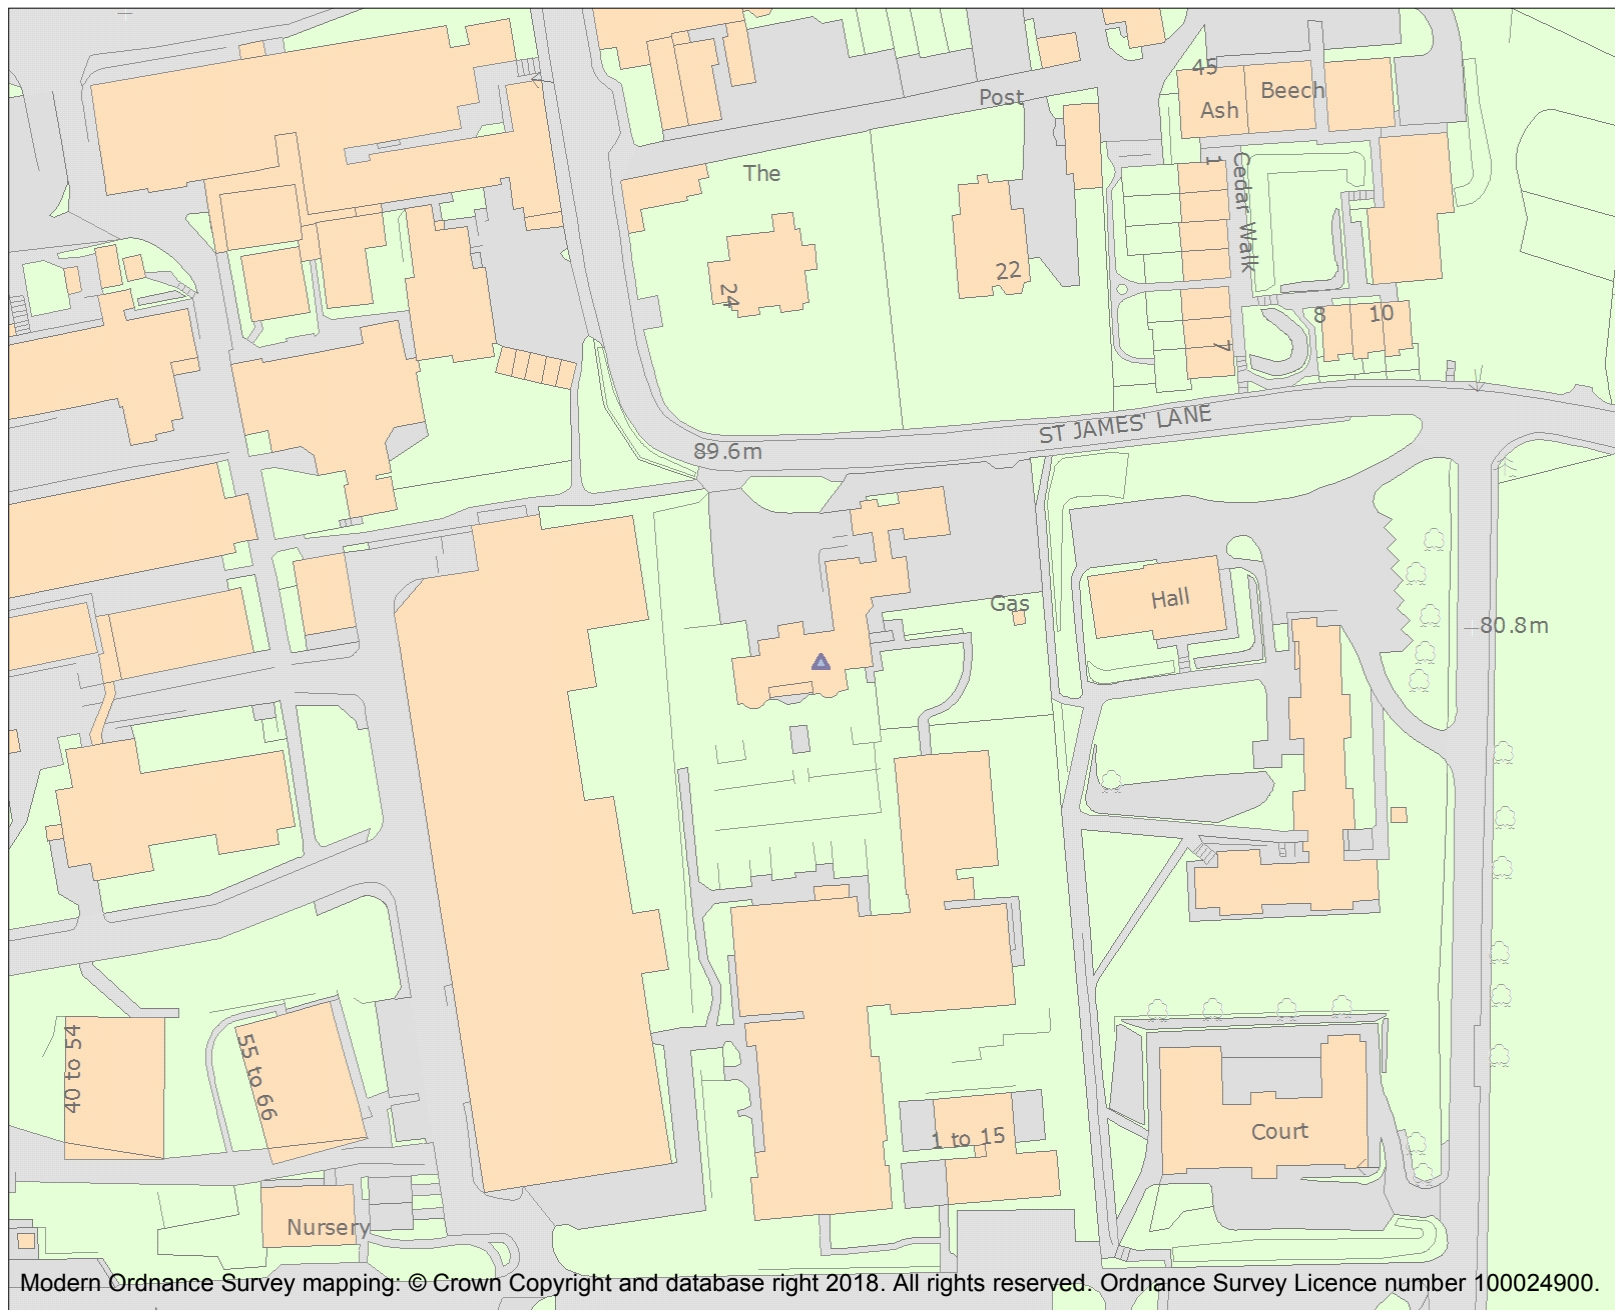 45
Post
Ash
Beech
The
1
Cedar Walk
22
24
8
10
7
ST JAMES' LANE
89.6m
Gas
Hall
80.8m
40 to 54
55 to 66
1 to 15
Court
Nursery
Modern Ordnance Survey mapping: © Crown Copyright and database right 2018. All rights reserved. Ordnance Survey Licence number 100024900.